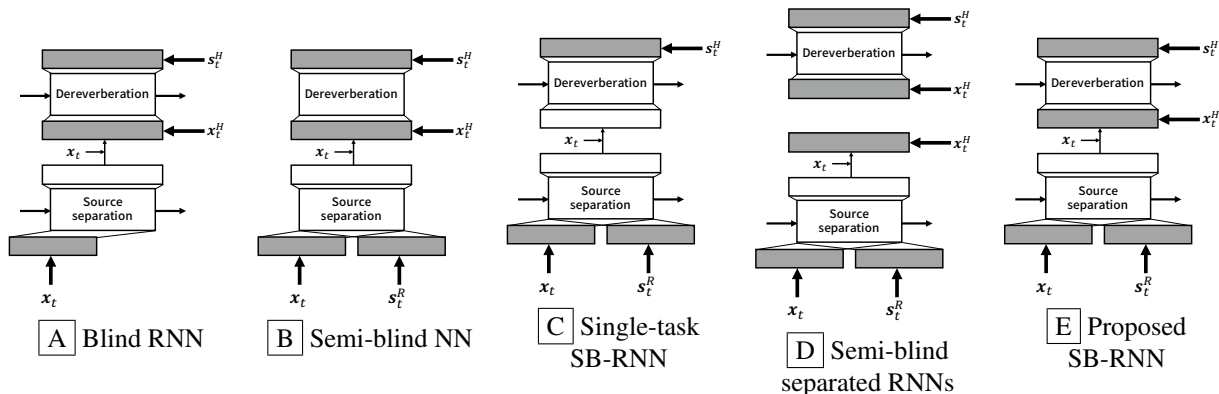 s_t^H
Dereverberation
x_t^H
x_t
Source
separation
x_t
A Blind RNN
s_t^H
Dereverberation
x_t^H
x_t
Source
separation
x_t s_t^R
B Semi-blind NN
s_t^H
Dereverberation
x_t
Source
separation
x_t s_t^R
C Single-task
SB-RNN
s_t^H
Dereverberation
x_t^H
x_t^H
x_t
Source
separation
x_t s_t^R
D Semi-blind
separated RNNs
s_t^H
Dereverberation
x_t^H
x_t
Source
separation
x_t s_t^R
E Proposed
SB-RNN